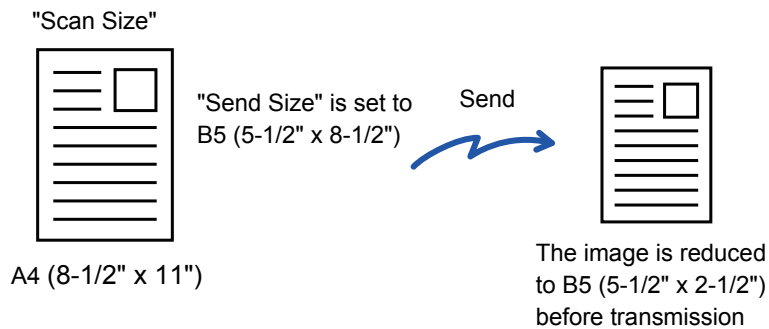 "Scan Size"
"Send Size" is set to
B5 (5-1/2" x 8-1/2")
Send
A4 (8-1/2" x 11")
The image is reduced
to B5 (5-1/2" x 2-1/2")
before transmission